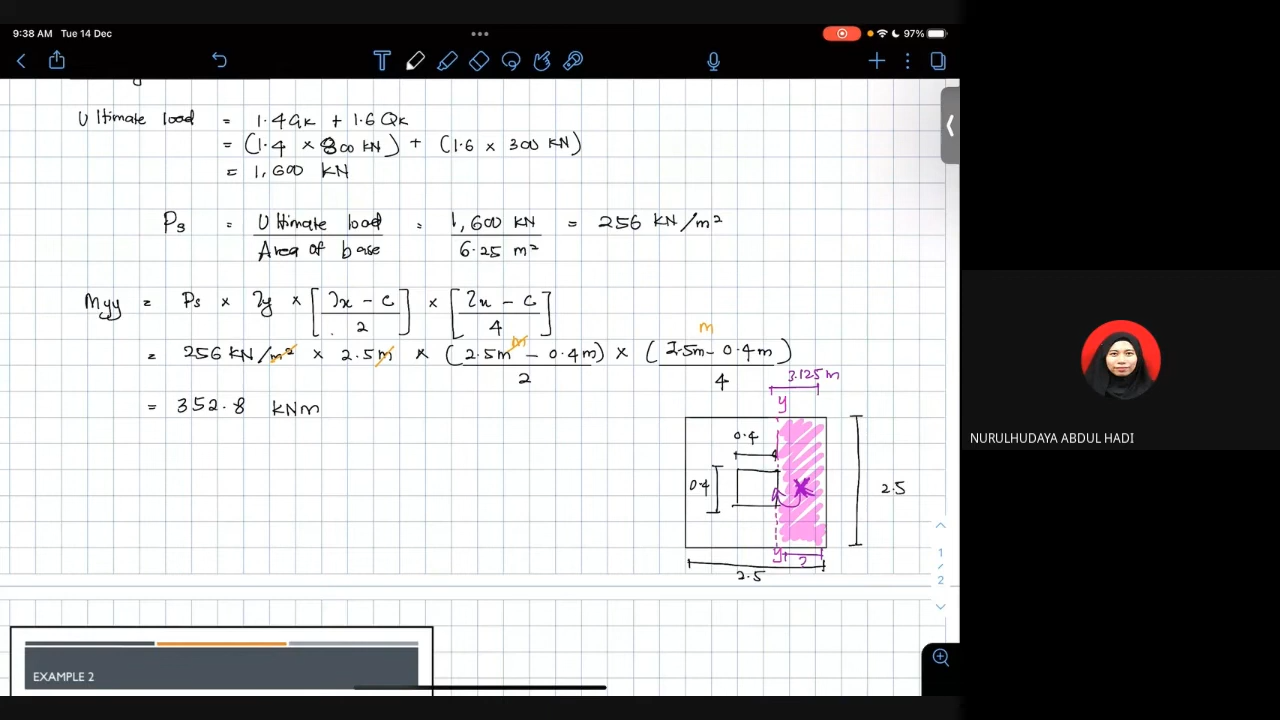 9:38 AM Tue 14 Dec
97%
Ultimate load = 1.4Gk + 1.6Qk
= (1.4 × 800 kN) + (1.6 × 300 kN)
= 1,600 kN
Ps = Ultimate load / Area of base = 1,600 kN / 6.25 m² = 256 kN/m²
Myy = Ps × ly × [lx - c / 2] × [lx - c / 4]
m
= 256 kN/m² × 2.5m × (2.5m - 0.4m) / 2 × (2.5m - 0.4m) / 4
m
3.125 m
= 352.8 kNm
y
0.4
0.4
2.5
y
2
2.5
1
/
2
EXAMPLE 2
NURULHUDAYA ABDUL HADI